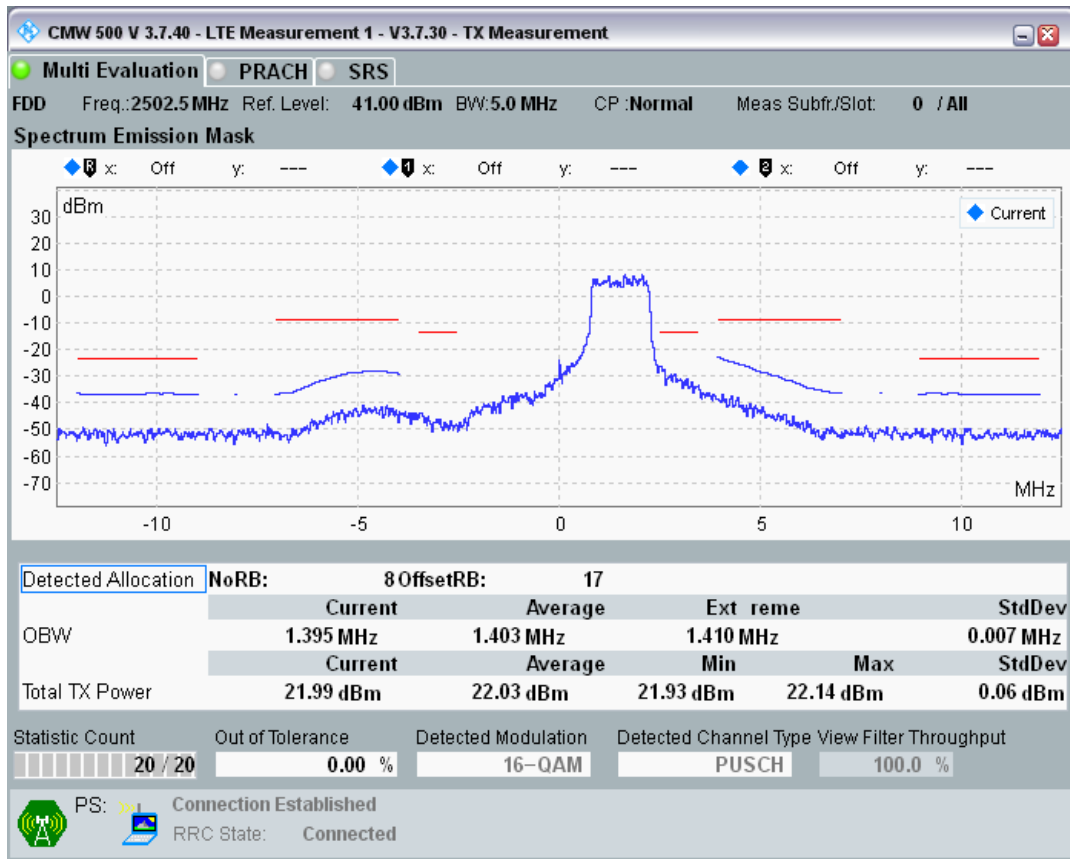 CMW 500 V 3.7.40 - LTE Measurement 1 - V3.7.30 - TX Measurement
Multi Evaluation PRACH SRS
FDD Freq.:2502.5 MHz Ref. Level: 41.00 dBm BW:5.0 MHz CP :Normal Meas Subfr./Slot: 0 / All
Spectrum Emission Mask
R x: Off y: --- 1 x: Off y: --- 2 x: Off y: ---
dBm
Current
30
20
10
0
-10
-20
-30
-40
-50
-60
-70
MHz
-10 -5 0 5 10
Detected Allocation NoRB: 8 OffsetRB: 17
Current Average Ext reme StdDev
OBW 1.395 MHz 1.403 MHz 1.410 MHz 0.007 MHz
Current Average Min Max StdDev
Total TX Power 21.99 dBm 22.03 dBm 21.93 dBm 22.14 dBm 0.06 dBm
Statistic Count Out of Tolerance Detected Modulation Detected Channel Type View Filter Throughput
20 / 20 0.00 % 16-QAM PUSCH 100.0 %
PS: Connection Established
RRC State: Connected